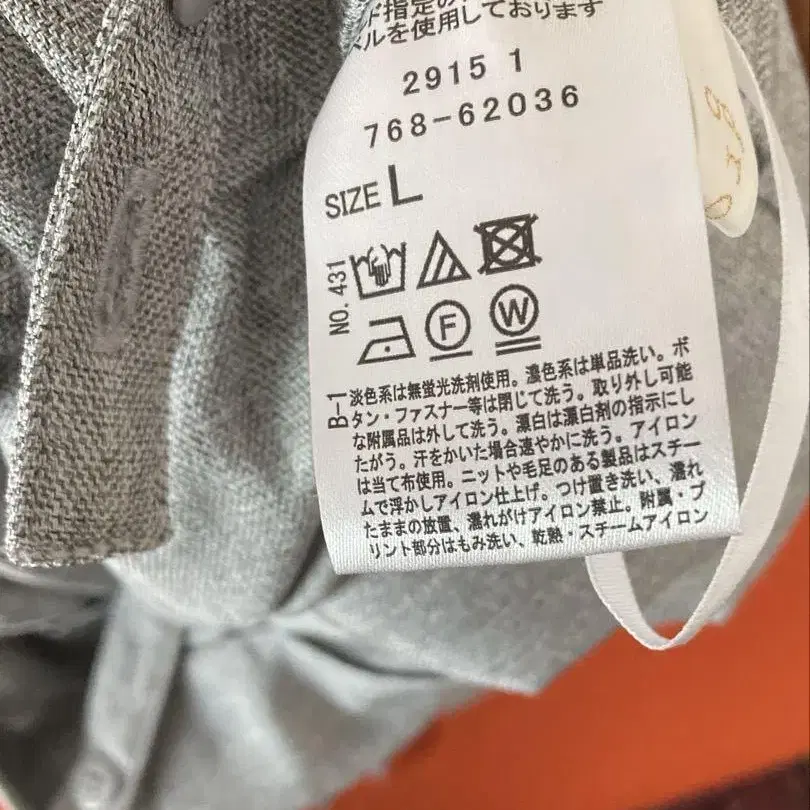 ド指定の
ベルを使用しております
2915 1
768-62036
SIZE L
NO. 431
F
W
B-1
淡色系は無蛍光洗剤使用。濃色系は単品洗い。ボ
タン・ファスナー等は閉じて洗う。取り外し可能
な付属品は外して洗う。漂白は漂白剤の指示にし
たがう。汗をかいた場合速やかに洗う。アイロン
は当て布使用。ニットや毛足のある製品はスチー
ムで浮かしアイロン仕上げ。つけ置き洗い、濡れ
たままの放置、濡れがけアイロン禁止。附属・プ
リント部分はもみ洗い、乾熱・スチームアイロン